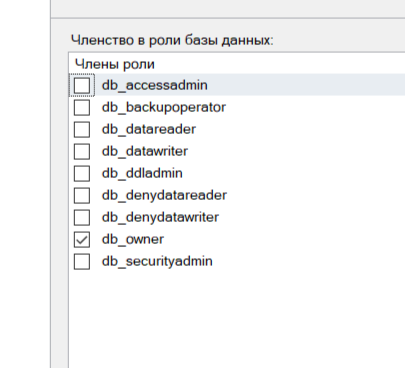 Членство в роли базы данных:
Члены роли
db_accessadmin
db_backupoperator
db_datareader
db_datawriter
db_ddladmin
db_denydatareader
db_denydatawriter
db_owner
db_securityadmin